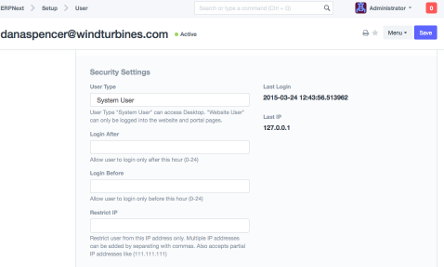 ERPNext > Setup > User
Search or type a command (Ctrl + G)
Administrator
0
danaspencer@windturbines.com
Active
Menu
Save
Security Settings
User Type
System User
User Type "System User" can access Desktop. "Website User"
can only be logged into the website and portal pages.
Login After
Allow user to login only after this hour (0-24)
Login Before
Allow user to login only before this hour (0-24)
Restrict IP
Restrict user from this IP address only. Multiple IP addresses
can be added by separating with commas. Also accepts partial
IP addresses like (111.111.111)
Last Login
2015-03-24 12:43:56.513962
Last IP
127.0.0.1